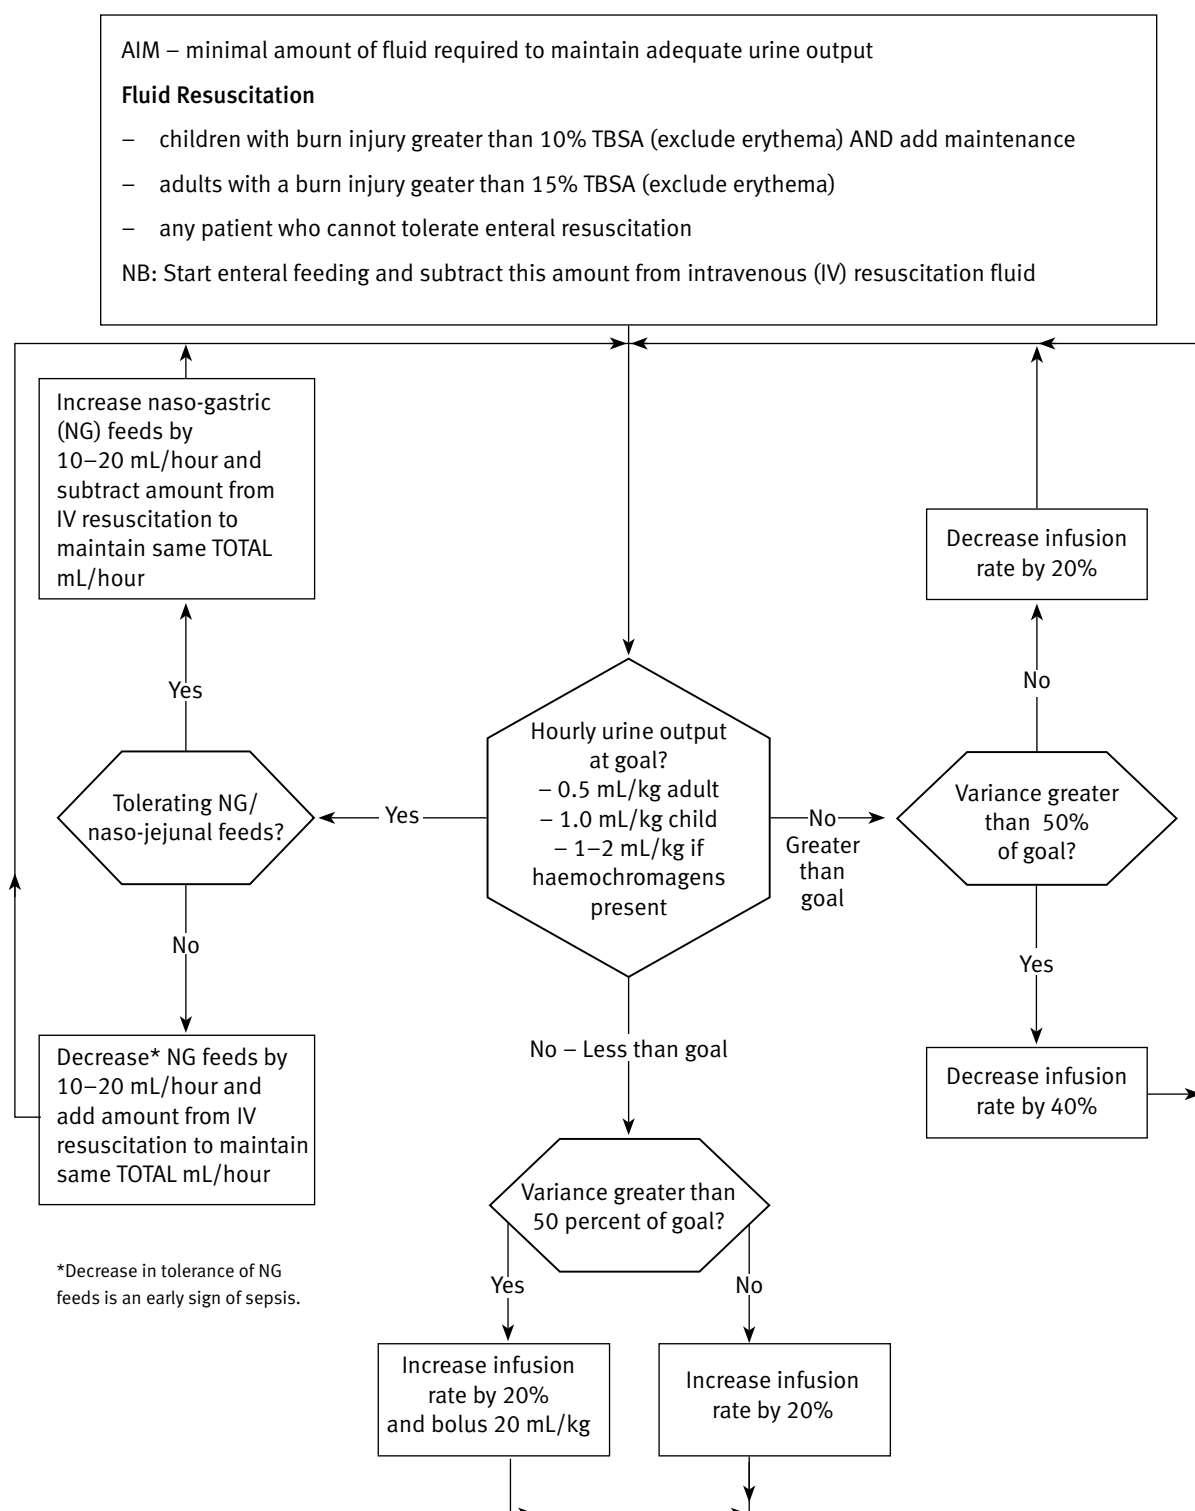 AIM – minimal amount of fluid required to maintain adequate urine output
Fluid Resuscitation
– children with burn injury greater than 10% TBSA (exclude erythema) AND add maintenance
– adults with a burn injury geater than 15% TBSA (exclude erythema)
– any patient who cannot tolerate enteral resuscitation
NB: Start enteral feeding and subtract this amount from intravenous (IV) resuscitation fluid
Increase naso-gastric
(NG) feeds by
10–20 mL/hour and
subtract amount from
IV resuscitation to
maintain same TOTAL
mL/hour
Yes
Tolerating NG/
naso-jejunal feeds?
No
Decrease* NG feeds by
10–20 mL/hour and
add amount from IV
resuscitation to maintain
same TOTAL mL/hour
*Decrease in tolerance of NG
feeds is an early sign of sepsis.
Yes
Hourly urine output
at goal?
– 0.5 mL/kg adult
– 1.0 mL/kg child
– 1–2 mL/kg if
haemochromagens
present
No
Greater
than
goal
Decrease infusion
rate by 20%
No
Variance greater
than 50%
of goal?
Yes
Decrease infusion
rate by 40%
No – Less than goal
Variance greater than
50 percent of goal?
Yes
No
Increase infusion
rate by 20%
and bolus 20 mL/kg
Increase infusion
rate by 20%